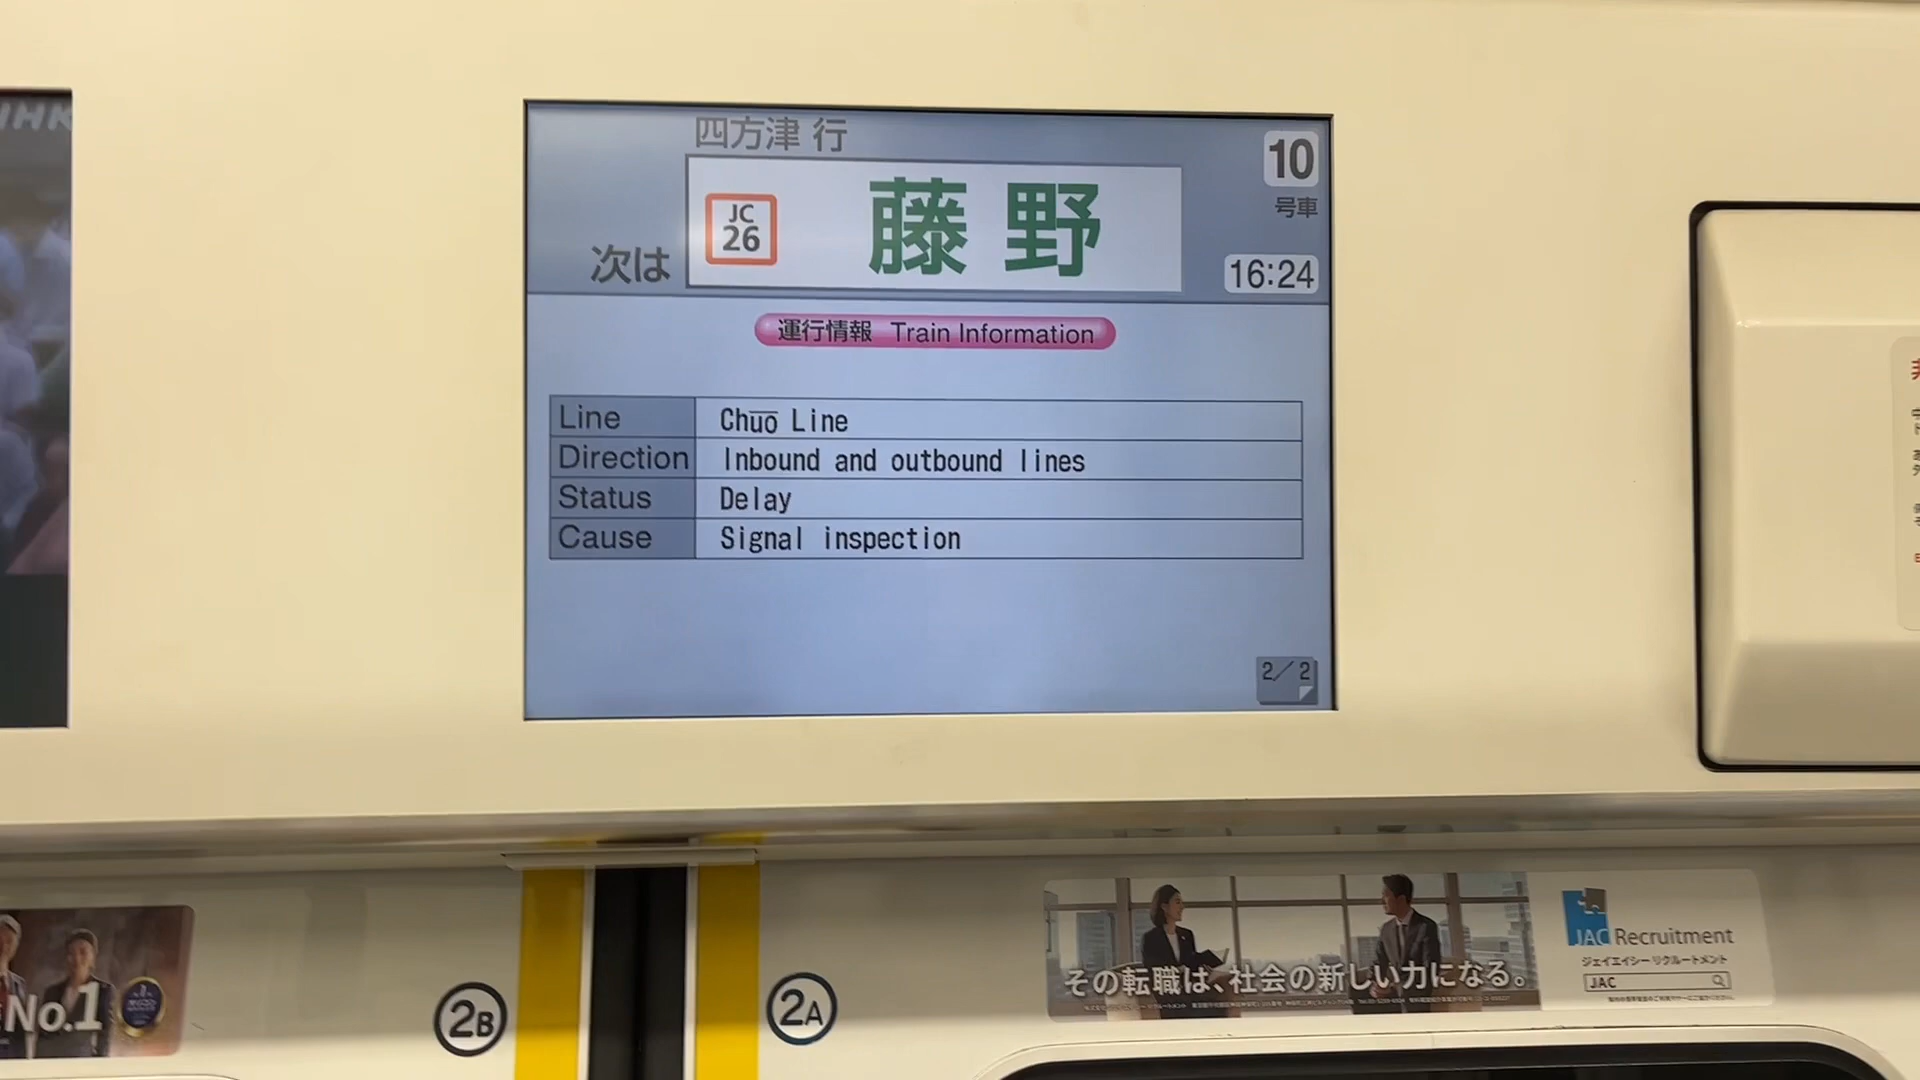 四方津 行
10
号車
次は
JC
26
藤野
16:24
運行情報 Train Information
Line Chūō Line
Direction Inbound and outbound lines
Status Delay
Cause Signal inspection
2/2
No.1
2B
2A
その転職は、社会の新しい力になる。
JAC Recruitment
ジェイエイシー リクルートメント
JAC